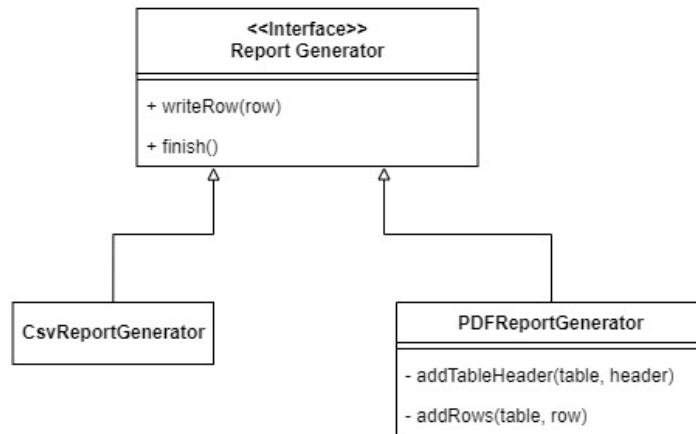 <<Interface>>
Report Generator
+ writeRow(row)
+ finish()
CsvReportGenerator
PDFReportGenerator
- addTableHeader(table, header)
- addRows(table, row)